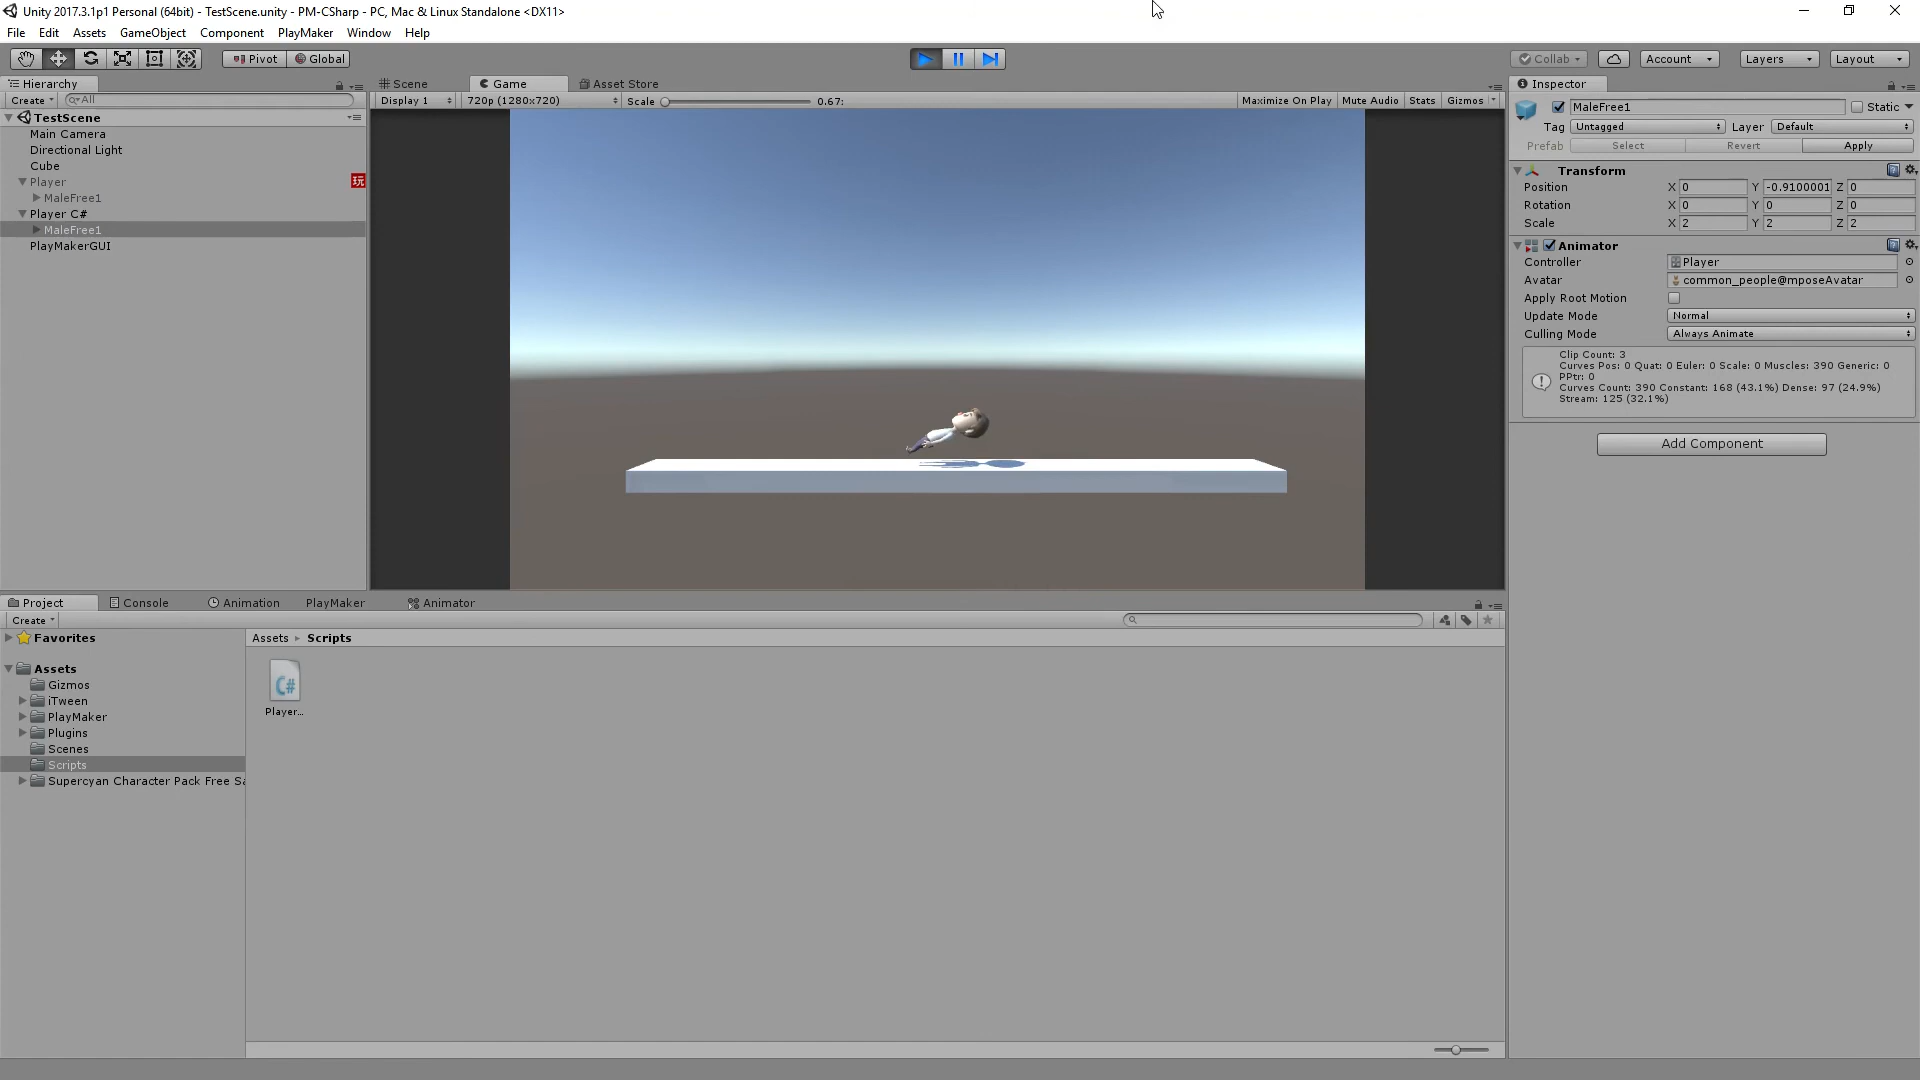 Unity 2017.3.1p1 Personal (64bit) - TestScene.unity - PM-CSharp - PC, Mac & Linux Standalone <DX11>
File Edit Assets GameObject Component PlayMaker Window Help
Pivot Global Collab Account Layers Layout
Hierarchy
Create All
TestScene
Main Camera
Directional Light
Cube
Player 玩
MaleFree1
Player C#
MaleFree1
PlayMakerGUI
Scene Game Asset Store
Display 1 720p (1280x720) Scale 0.67: Maximize On Play Mute Audio Stats Gizmos
Inspector
MaleFree1 Static
Tag Untagged Layer Default
Prefab Select Revert Apply
Transform
Position X 0 Y -0.9100001 Z 0
Rotation X 0 Y 0 Z 0
Scale X 2 Y 2 Z 2
Animator
Controller Player
Avatar common_people@mposeAvatar
Apply Root Motion
Update Mode Normal
Culling Mode Always Animate
Clip Count: 3
Curves Pos: 0 Quat: 0 Euler: 0 Scale: 0 Muscles: 390 Generic: 0
PPtr: 0
Curves Count: 390 Constant: 168 (43.1%) Dense: 97 (24.9%)
Stream: 125 (32.1%)
Add Component
Project Console Animation PlayMaker Animator
Create
Favorites
Assets
Gizmos
iTween
PlayMaker
Plugins
Scenes
Scripts
Supercyan Character Pack Free Sa
Assets Scripts
C#
Player...